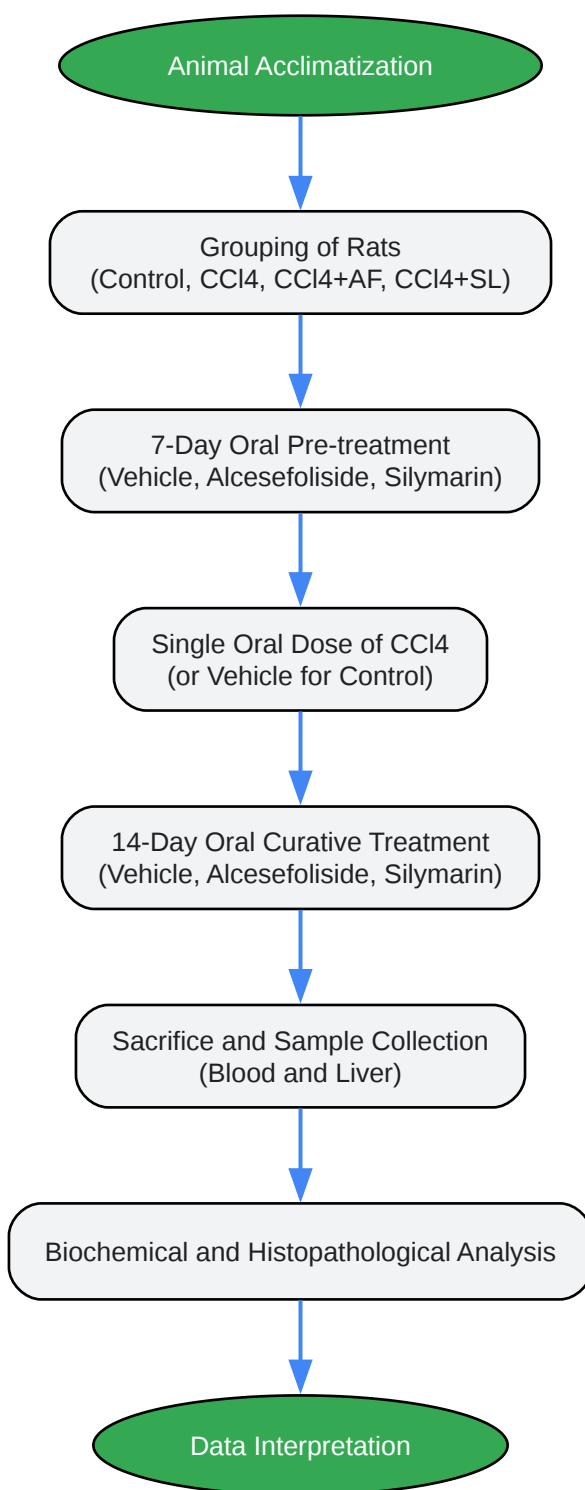 Animal Acclimatization
Grouping of Rats
(Control, CCl4, CCl4+AF, CCl4+SL)
7-Day Oral Pre-treatment
(Vehicle, Alcesefoliside, Silymarin)
Single Oral Dose of CCl4
(or Vehicle for Control)
14-Day Oral Curative Treatment
(Vehicle, Alcesefoliside, Silymarin)
Sacrifice and Sample Collection
(Blood and Liver)
Biochemical and Histopathological Analysis
Data Interpretation